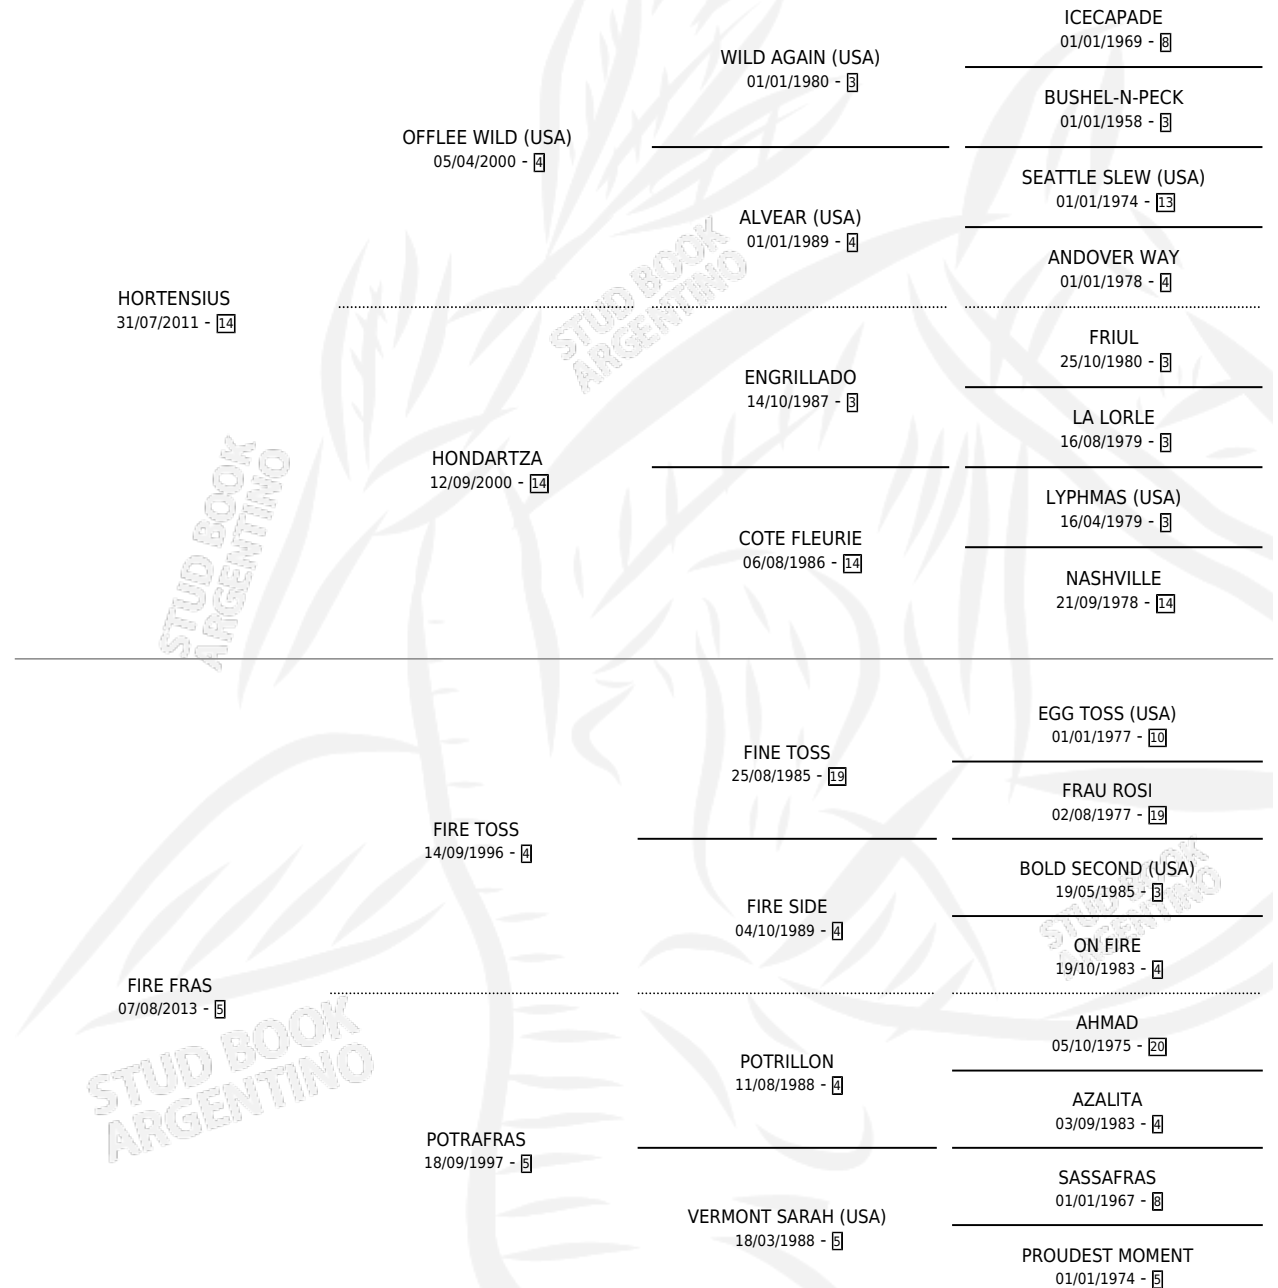 ICECAPADE
01/01/1969 - 8
WILD AGAIN (USA)
01/01/1980 - 3
BUSHEL-N-PECK
01/01/1958 - 3
OFFLEE WILD (USA)
05/04/2000 - 4
SEATTLE SLEW (USA)
01/01/1974 - 13
ALVEAR (USA)
01/01/1989 - 4
ANDOVER WAY
01/01/1978 - 4
HORTENSIUS
31/07/2011 - 14
FRIUL
25/10/1980 - 3
ENGRILLADO
14/10/1987 - 3
LA LORLE
16/08/1979 - 3
HONDARTZA
12/09/2000 - 14
LYPHMAS (USA)
16/04/1979 - 3
COTE FLEURIE
06/08/1986 - 14
NASHVILLE
21/09/1978 - 14
EGG TOSS (USA)
01/01/1977 - 10
FINE TOSS
25/08/1985 - 19
FRAU ROSI
02/08/1977 - 19
FIRE TOSS
14/09/1996 - 4
BOLD SECOND (USA)
19/05/1985 - 3
FIRE SIDE
04/10/1989 - 4
ON FIRE
19/10/1983 - 4
FIRE FRAS
07/08/2013 - 5
AHMAD
05/10/1975 - 20
POTRILLON
11/08/1988 - 4
AZALITA
03/09/1983 - 4
POTRAFRAS
18/09/1997 - 5
SASSAFRAS
01/01/1967 - 8
VERMONT SARAH (USA)
18/03/1988 - 5
PROUDEST MOMENT
01/01/1974 - 5
STUD BOOK
ARGENTINO
STUD BOOK
ARGENTINO
STUD BOOK
ARGENTINO
STUD BOOK
ARGENTINO